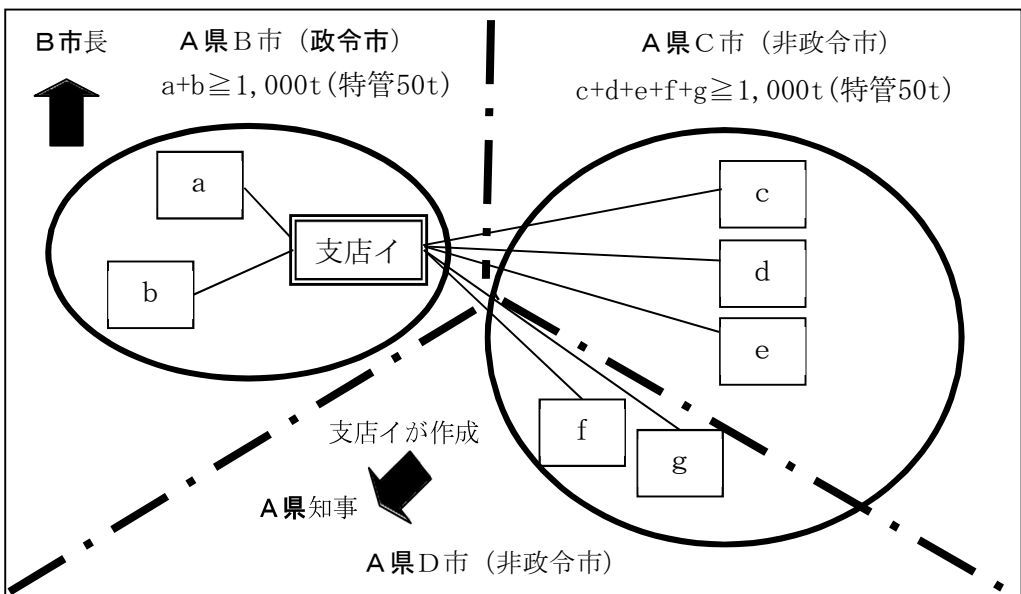 B市長
A県B市（政令市）
a+b≧1,000t(特管50t)
A県C市（非政令市）
c+d+e+f+g≧1,000t(特管50t)
a
b
支店イ
c
d
e
f
g
支店イが作成
A県知事
A県D市（非政令市）